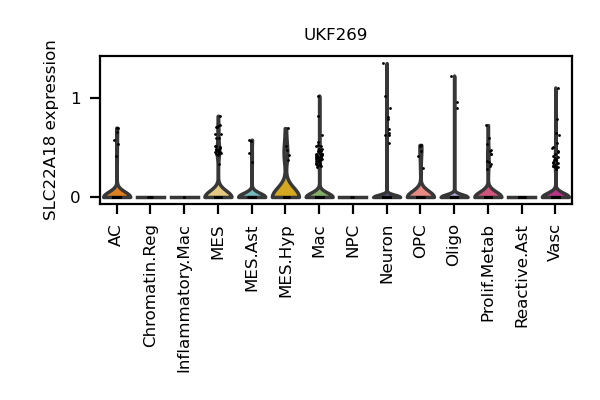 UKF269
SLC22A18 expression
1
0
AC
Chromatin.Reg
Inflammatory.Mac
MES
MES.Ast
MES.Hyp
Mac
NPC
Neuron
OPC
Oligo
Prolif.Metab
Reactive.Ast
Vasc